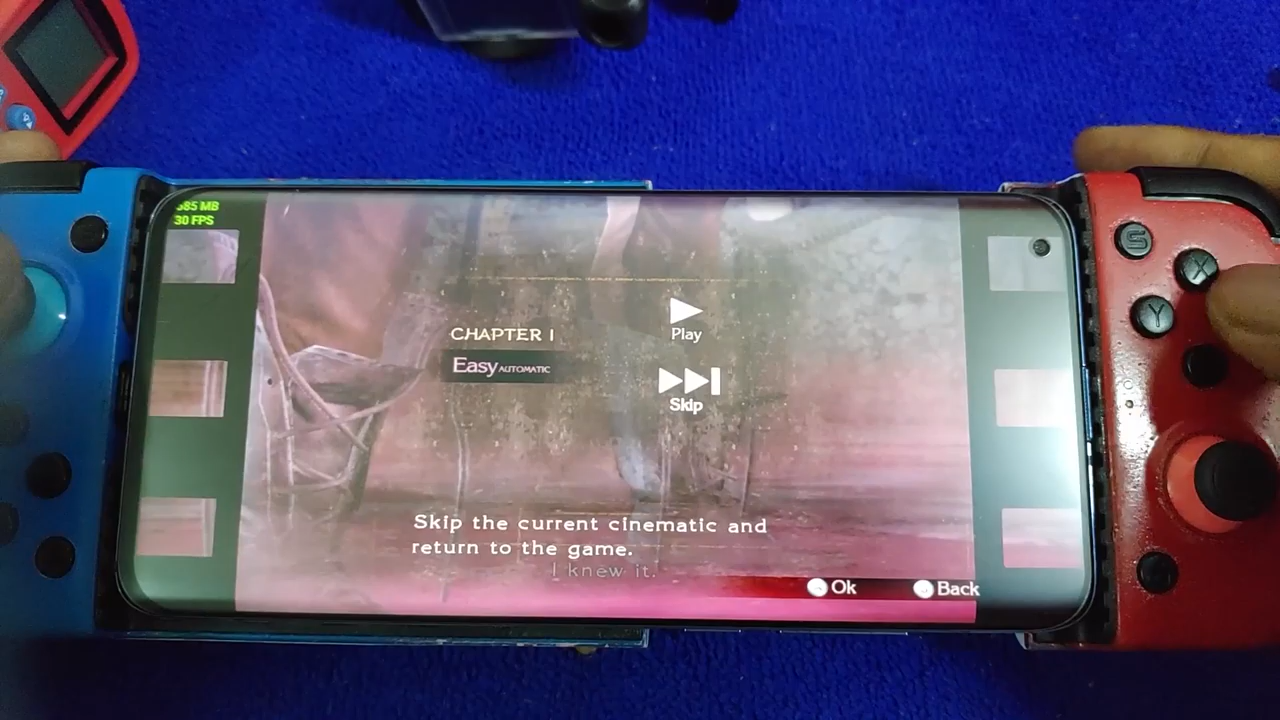 585 MB
30 FPS
CHAPTER I
Easy AUTOMATIC
Play
Skip
Skip the current cinematic and
return to the game.
I knew it.
Ok
Back
S
X
Y